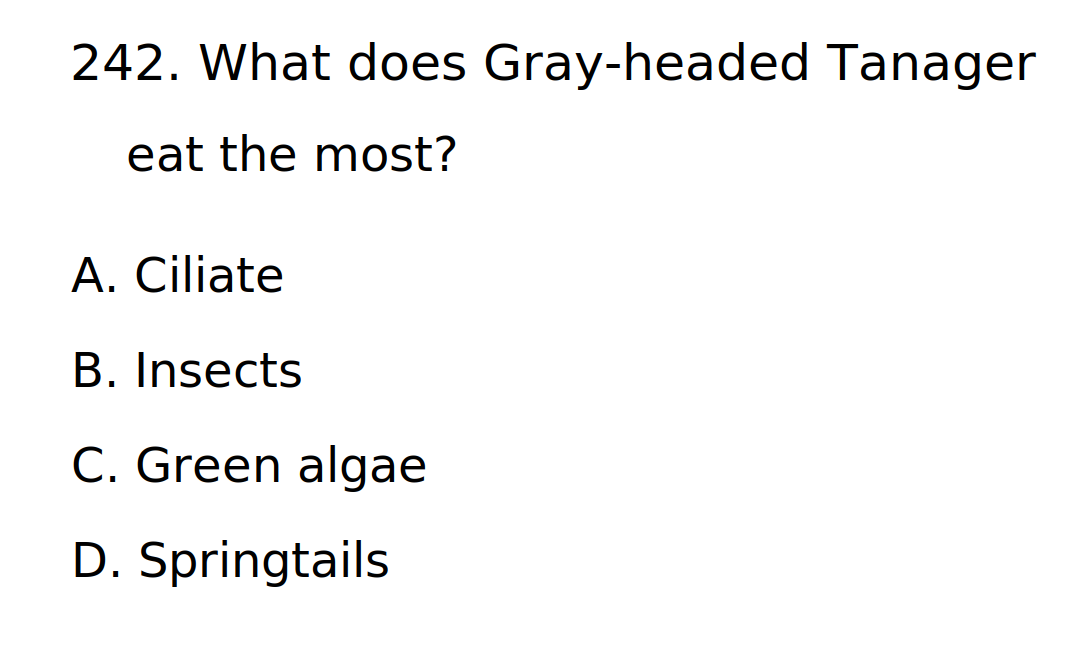 242. What does Gray-headed Tanager
eat the most?
A. Ciliate
B. Insects
C. Green algae
D. Springtails